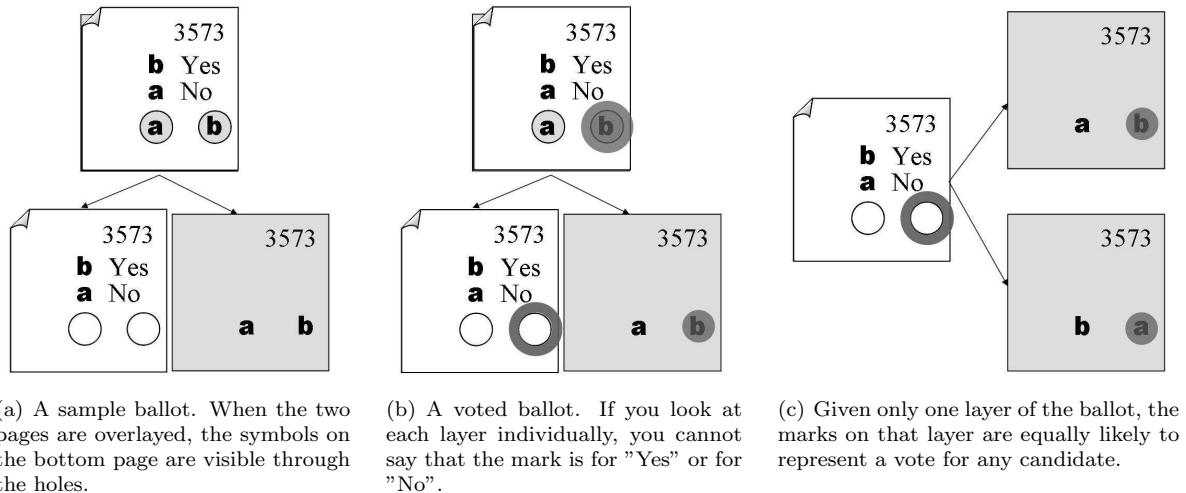 3573
b Yes
a No
a b
3573
b Yes
a No
3573
a b
3573
b Yes
a No
a b
3573
b Yes
a No
3573
a b
3573
b Yes
a No
3573
a b
3573
b a
(a) A sample ballot. When the two
pages are overlayed, the symbols on
the bottom page are visible through
the holes.
(b) A voted ballot. If you look at
each layer individually, you cannot
say that the mark is for "Yes" or for
"No".
(c) Given only one layer of the ballot, the
marks on that layer are equally likely to
represent a vote for any candidate.